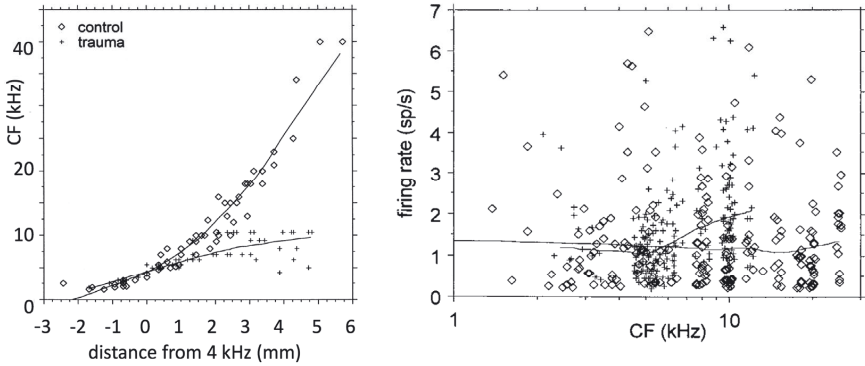 40
20
10
5
0
CF (kHz)
control
trauma
-3 -2 -1 0 1 2 3 4 5 6
distance from 4 kHz (mm)
7
6
5
4
3
2
1
0
firing rate (sp/s)
1 10
CF (kHz)